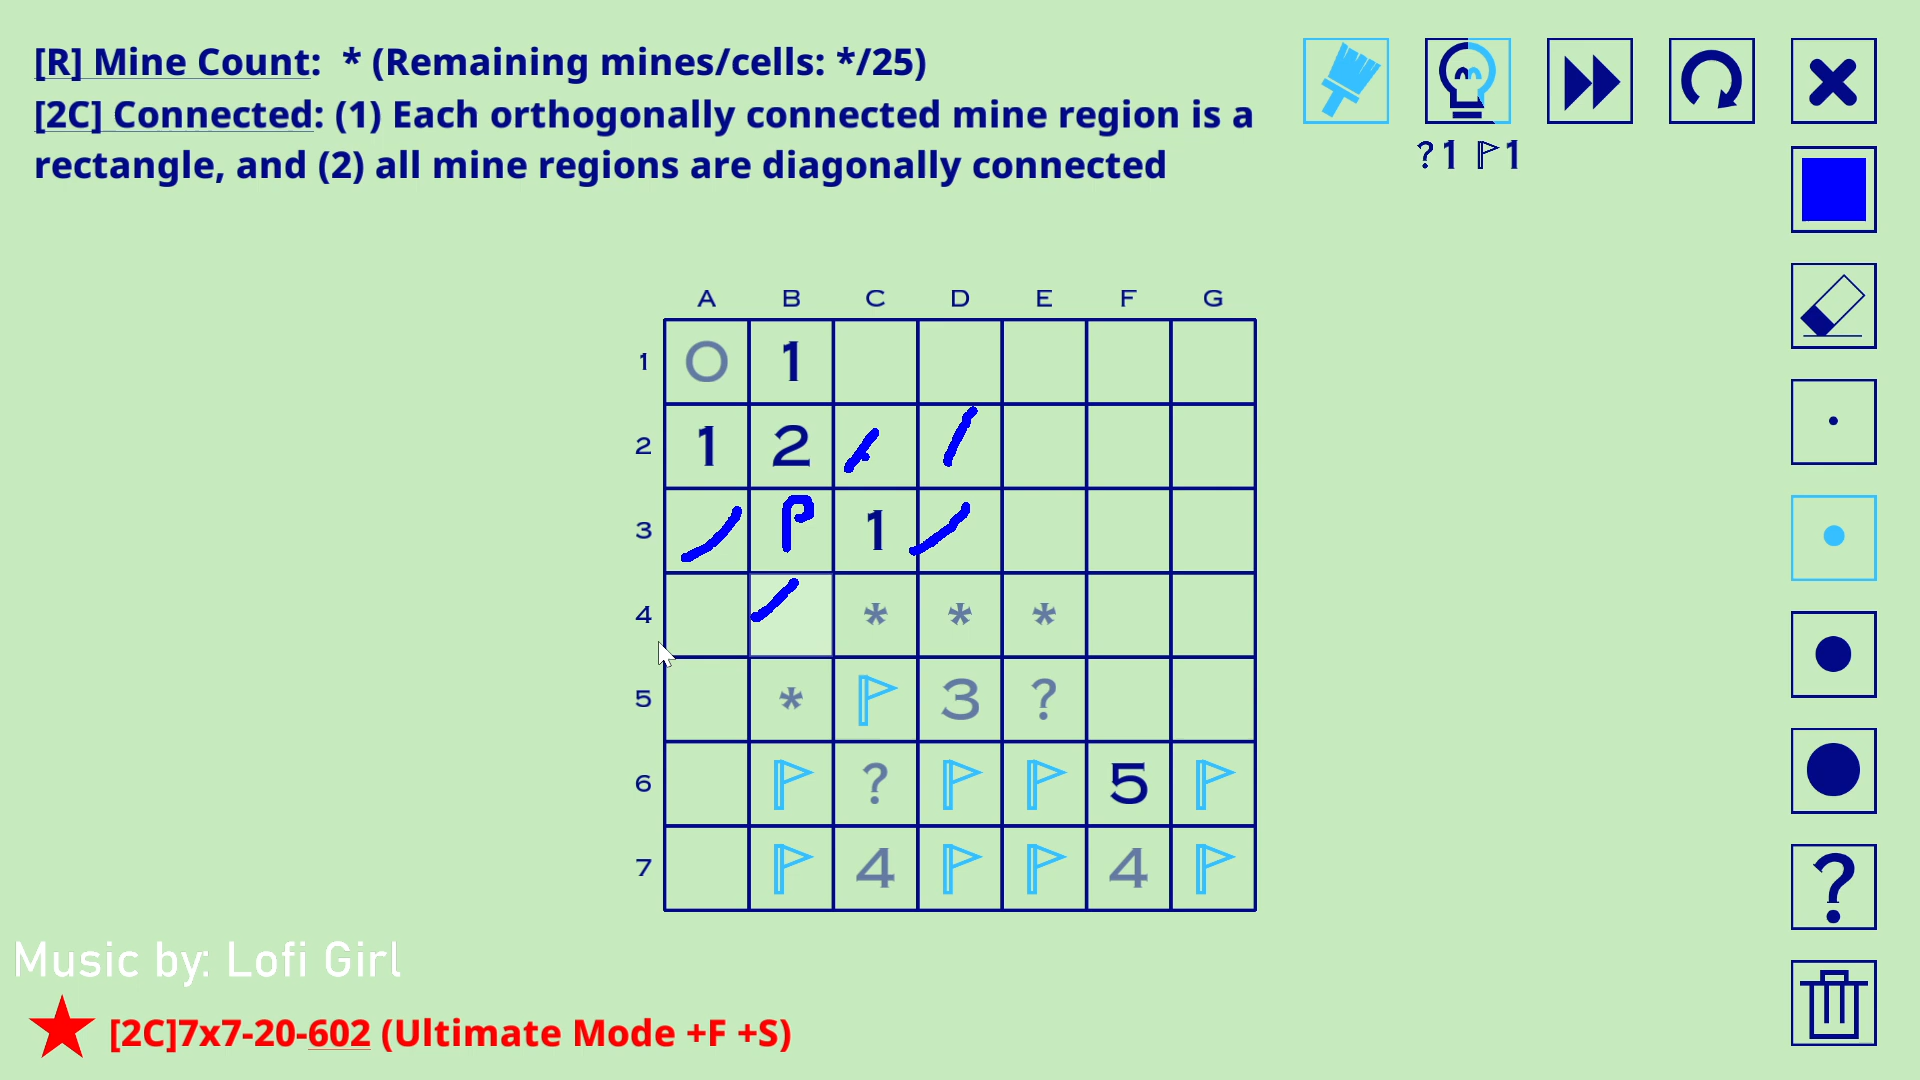 [R] Mine Count: * (Remaining mines/cells: */25)
[2C] Connected: (1) Each orthogonally connected mine region is a
rectangle, and (2) all mine regions are diagonally connected
?1 1
A B C D E F G
1 O 1
2 1 2
3 1
4 * * *
5 * 3 ?
6 ? 5
7 4 4
?
Music by: Lofi Girl
[2C]7x7-20-602 (Ultimate Mode +F +S)